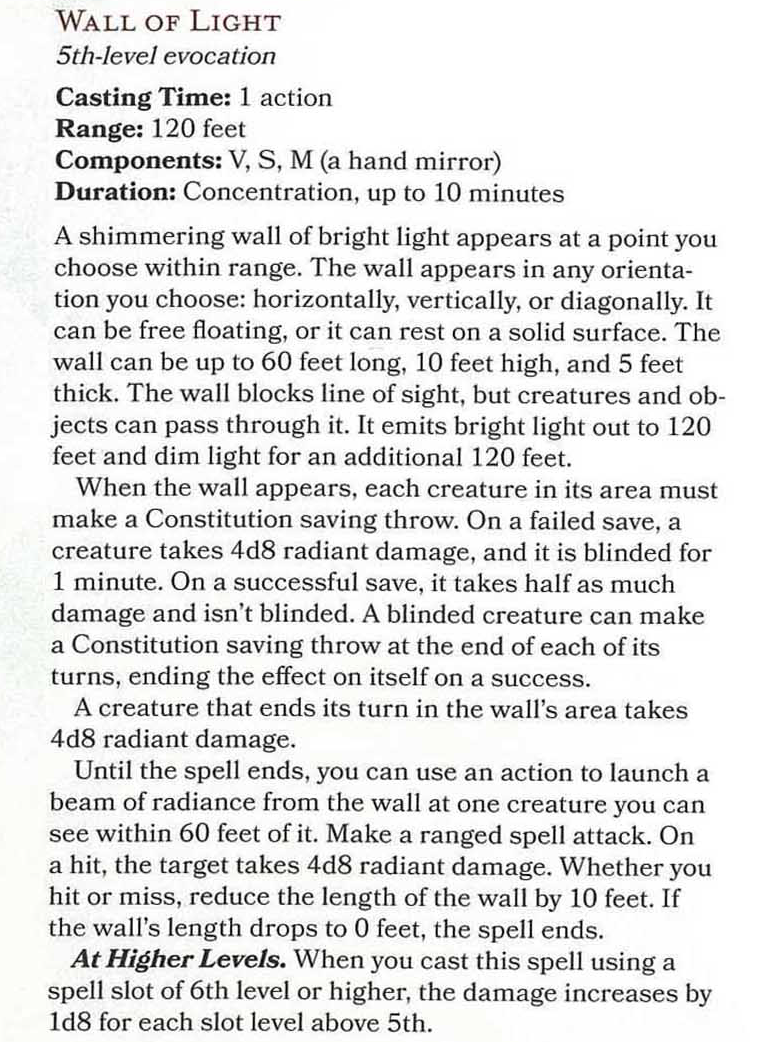 WALL OF LIGHT
5th-level evocation
Casting Time: 1 action
Range: 120 feet
Components: V, S, M (a hand mirror)
Duration: Concentration, up to 10 minutes
A shimmering wall of bright light appears at a point you
choose within range. The wall appears in any orienta-
tion you choose: horizontally, vertically, or diagonally. It
can be free floating, or it can rest on a solid surface. The
wall can be up to 60 feet long, 10 feet high, and 5 feet
thick. The wall blocks line of sight, but creatures and ob-
jects can pass through it. It emits bright light out to 120
feet and dim light for an additional 120 feet.
When the wall appears, each creature in its area must
make a Constitution saving throw. On a failed save, a
creature takes 4d8 radiant damage, and it is blinded for
1 minute. On a successful save, it takes half as much
damage and isn't blinded. A blinded creature can make
a Constitution saving throw at the end of each of its
turns, ending the effect on itself on a success.
A creature that ends its turn in the wall's area takes
4d8 radiant damage.
Until the spell ends, you can use an action to launch a
beam of radiance from the wall at one creature you can
see within 60 feet of it. Make a ranged spell attack. On
a hit, the target takes 4d8 radiant damage. Whether you
hit or miss, reduce the length of the wall by 10 feet. If
the wall's length drops to 0 feet, the spell ends.
At Higher Levels. When you cast this spell using a
spell slot of 6th level or higher, the damage increases by
1d8 for each slot level above 5th.